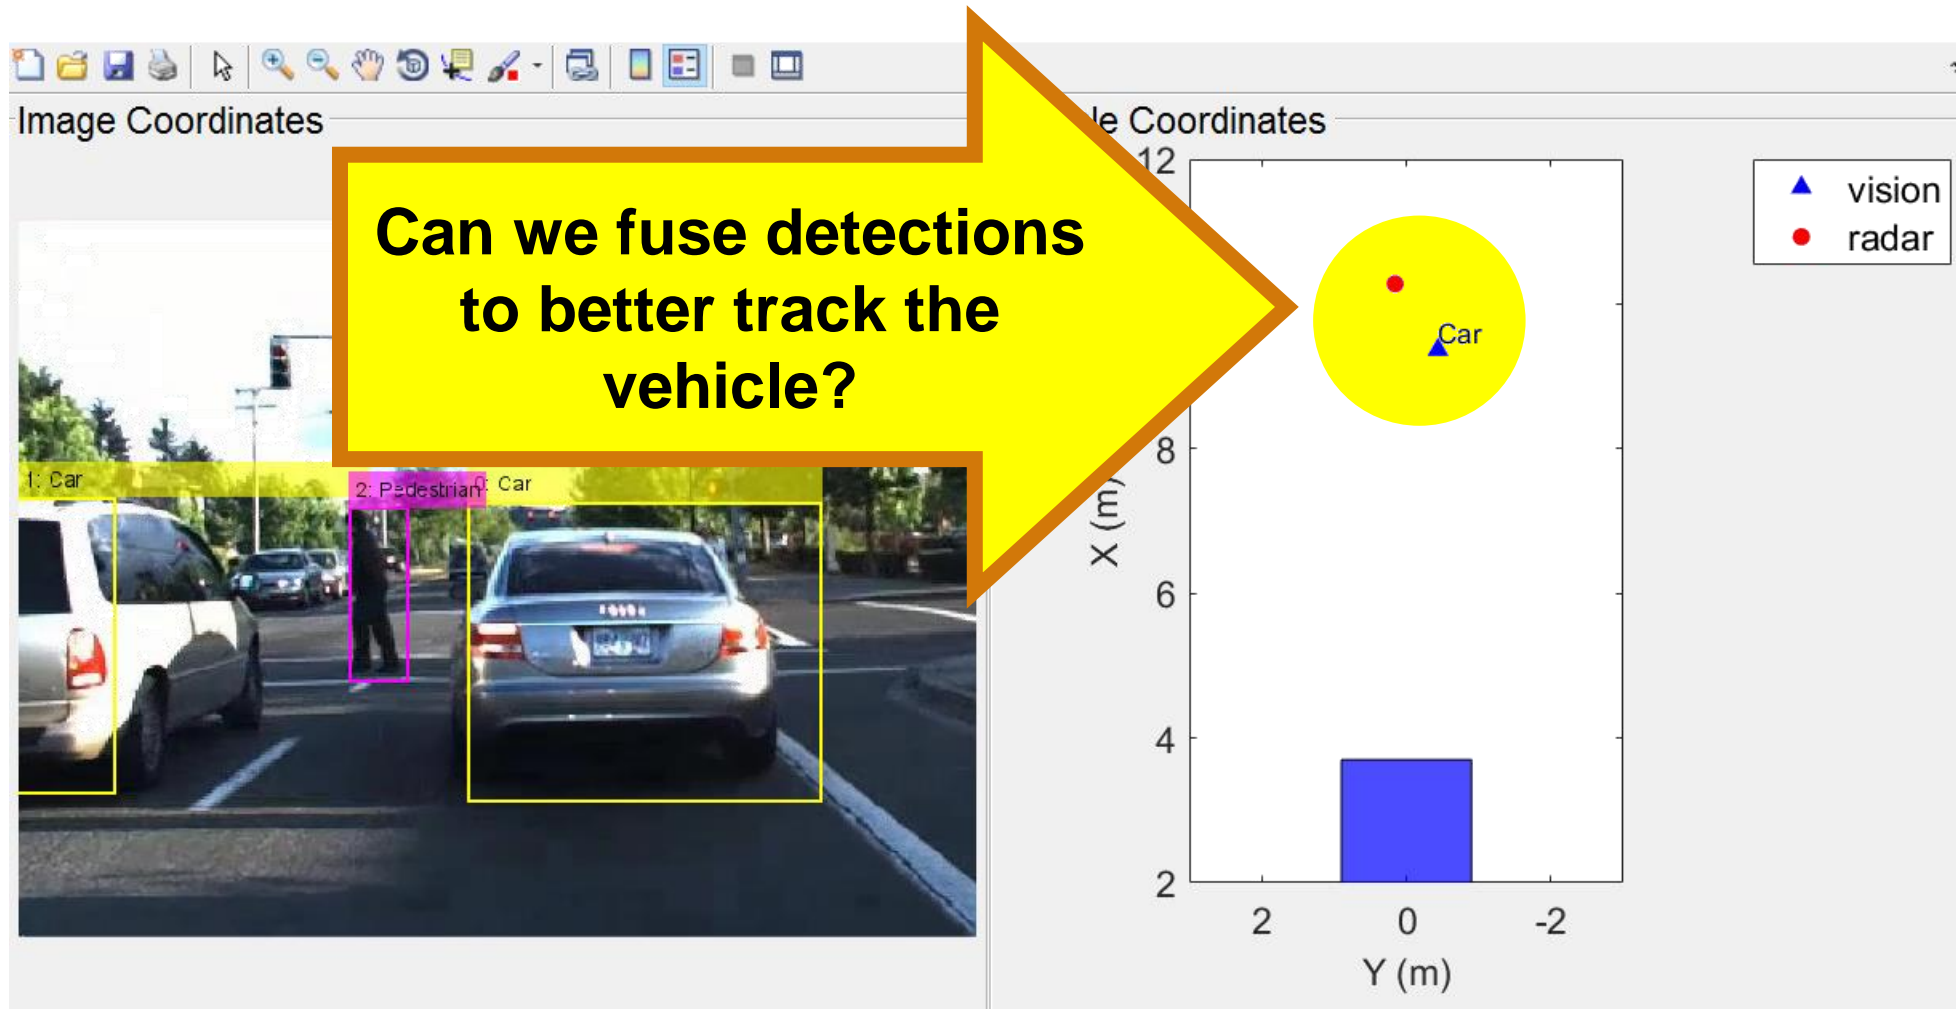 Image Coordinates
Can we fuse detections
to better track the
vehicle?
1: Car
2: Pedestrian
0: Car
le Coordinates
12
8
6
4
2
X (m)
2
0
-2
Y (m)
Car
vision
radar